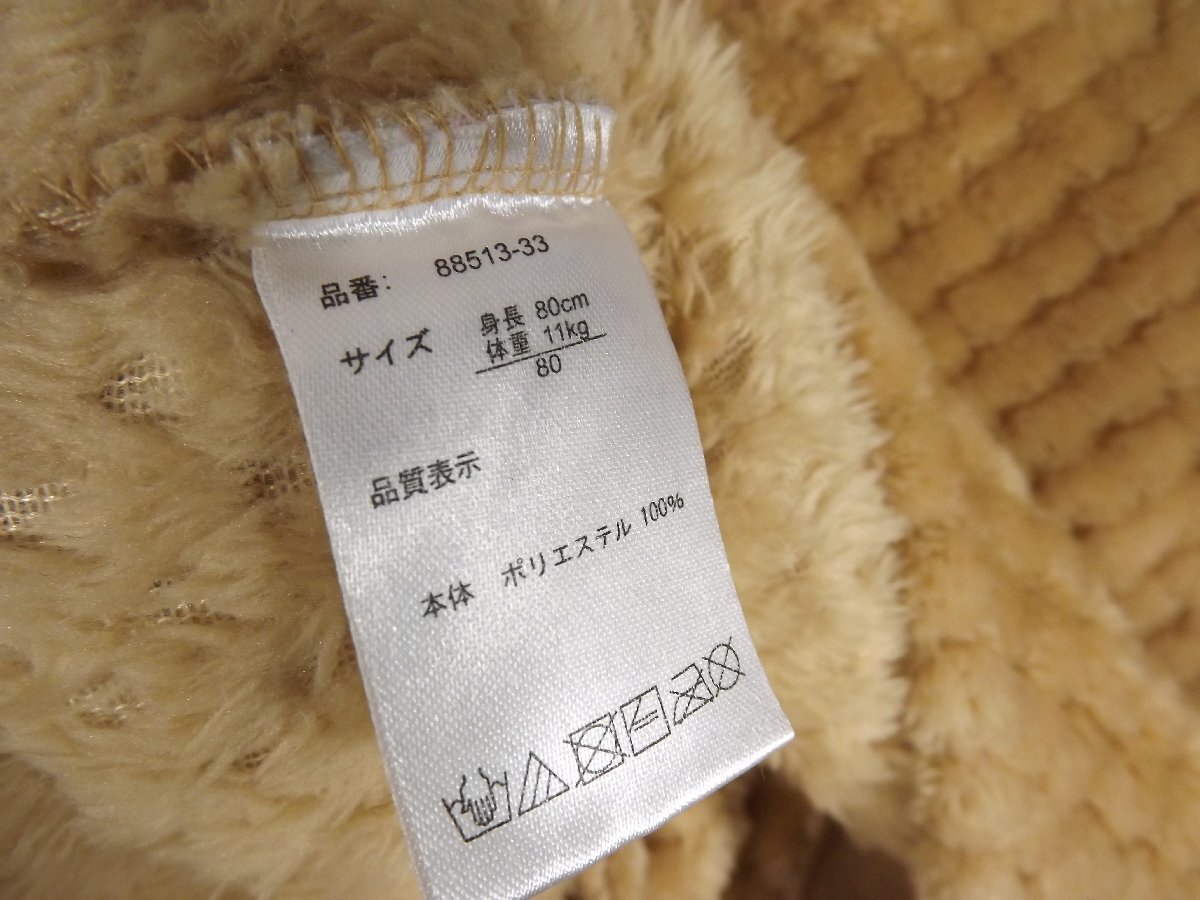 品番: 88513-33
サイズ 身長 80cm
体重 11kg
80
品質表示
本体 ポリエステル 100%